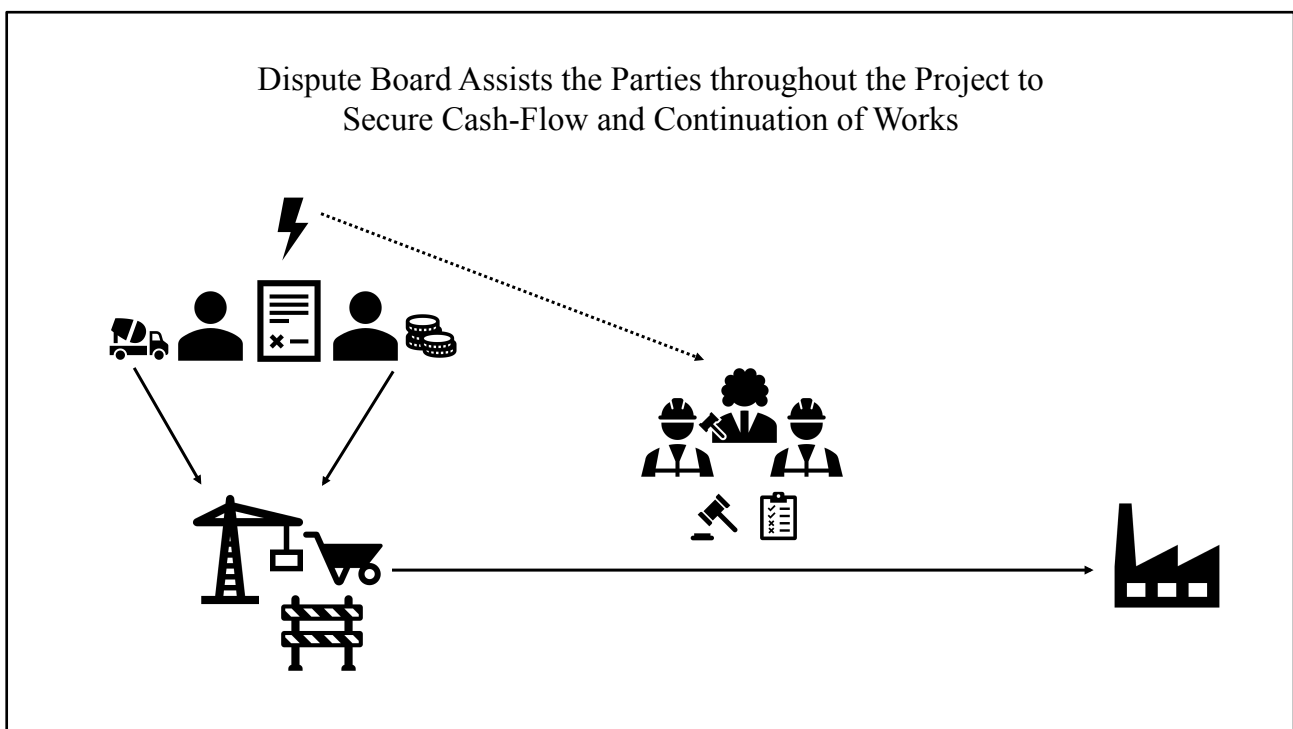 Dispute Board Assists the Parties throughout the Project to
Secure Cash-Flow and Continuation of Works